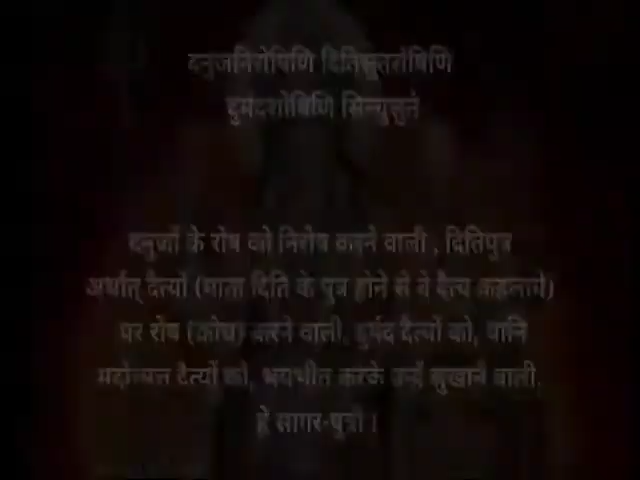 दनुजनिरोषिणि दितिसुतरोषिणि
दुर्मदशोषिणि सिन्धुसुते
दनुजों के रोष को निरोष करने वाली , दितिपुत्र
अर्थात् दैत्यों (माता दिति के पुत्र होने से वे दैत्य कहलाये)
पर रोष (क्रोध) करने वाली, दुर्मद दैत्यों को, यानि
मदोन्मत्त दैत्यों को, भयभीत करके उन्हें सुखाने वाली,
हे सागर-पुत्री ।